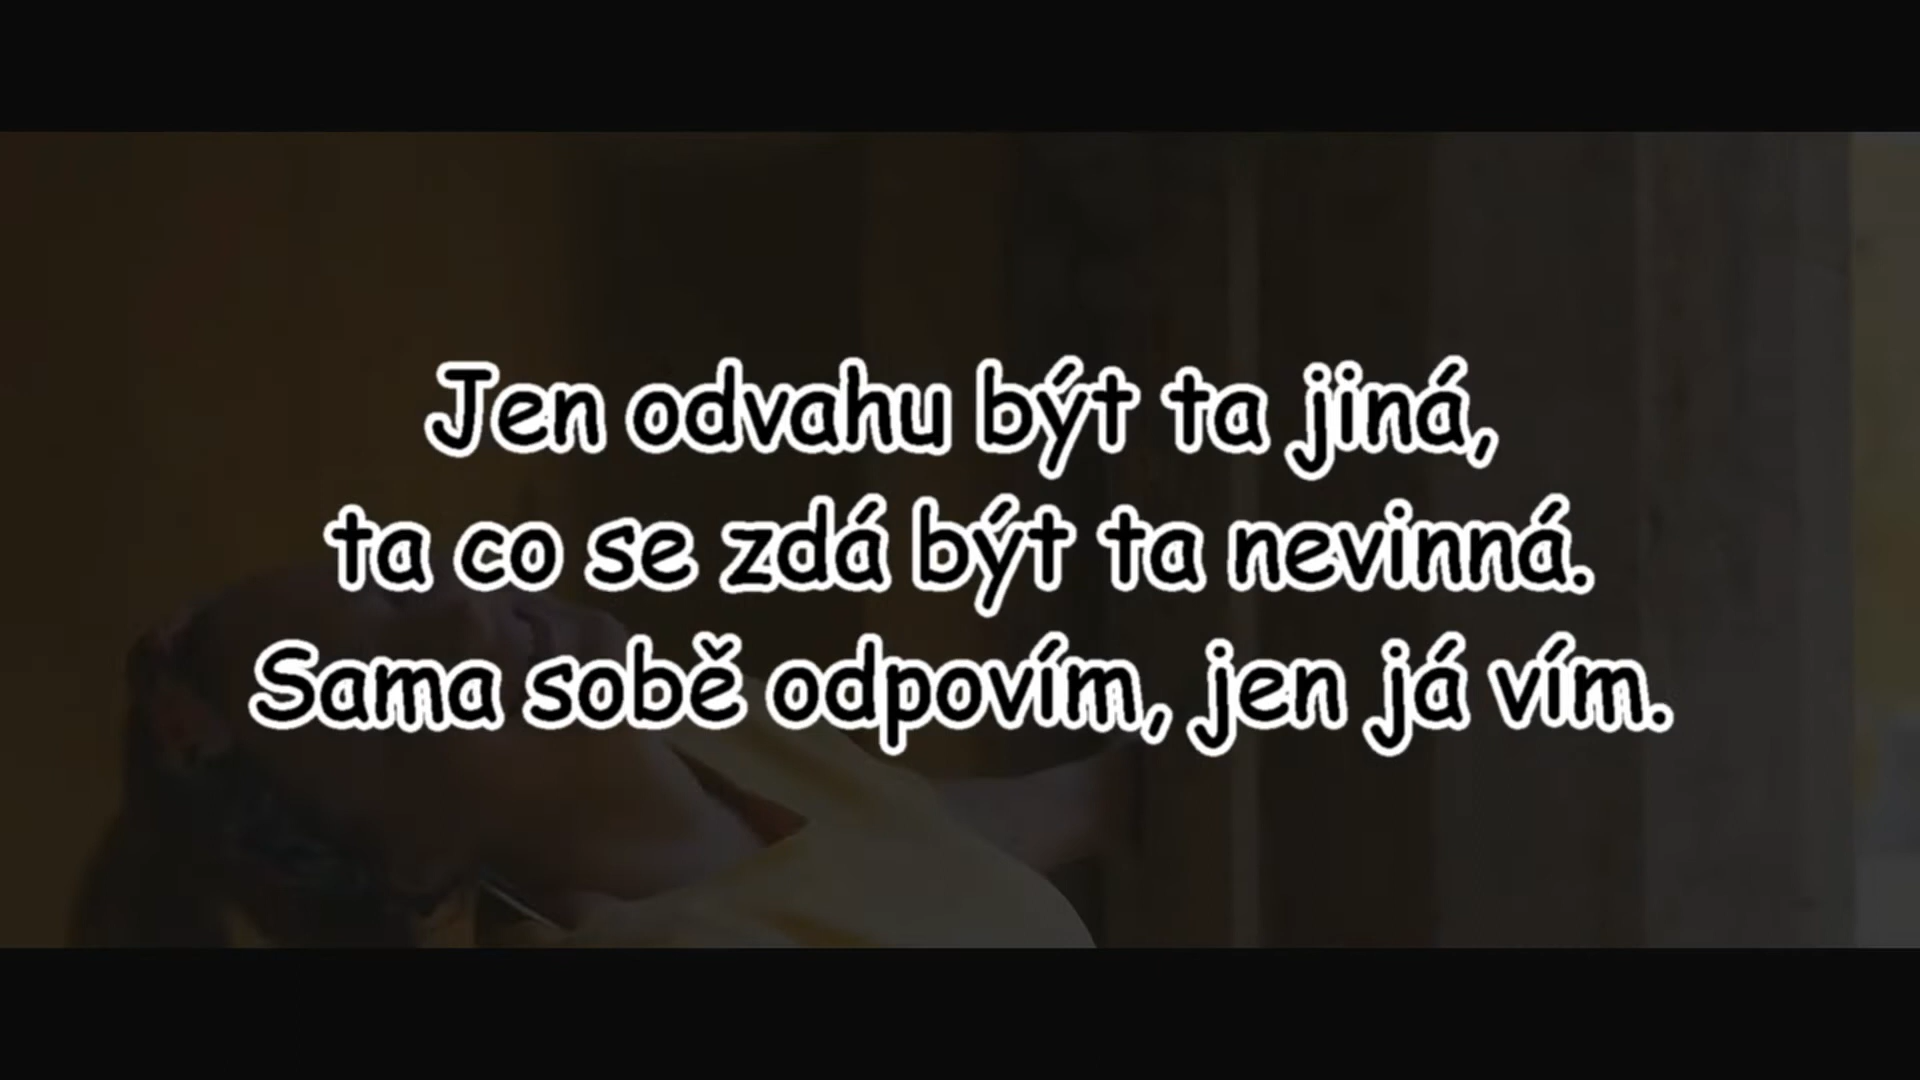 Jen odvahu být ta jiná,
ta co se zdá být ta nevinná.
Sama sobě odpovím, jen já vím.